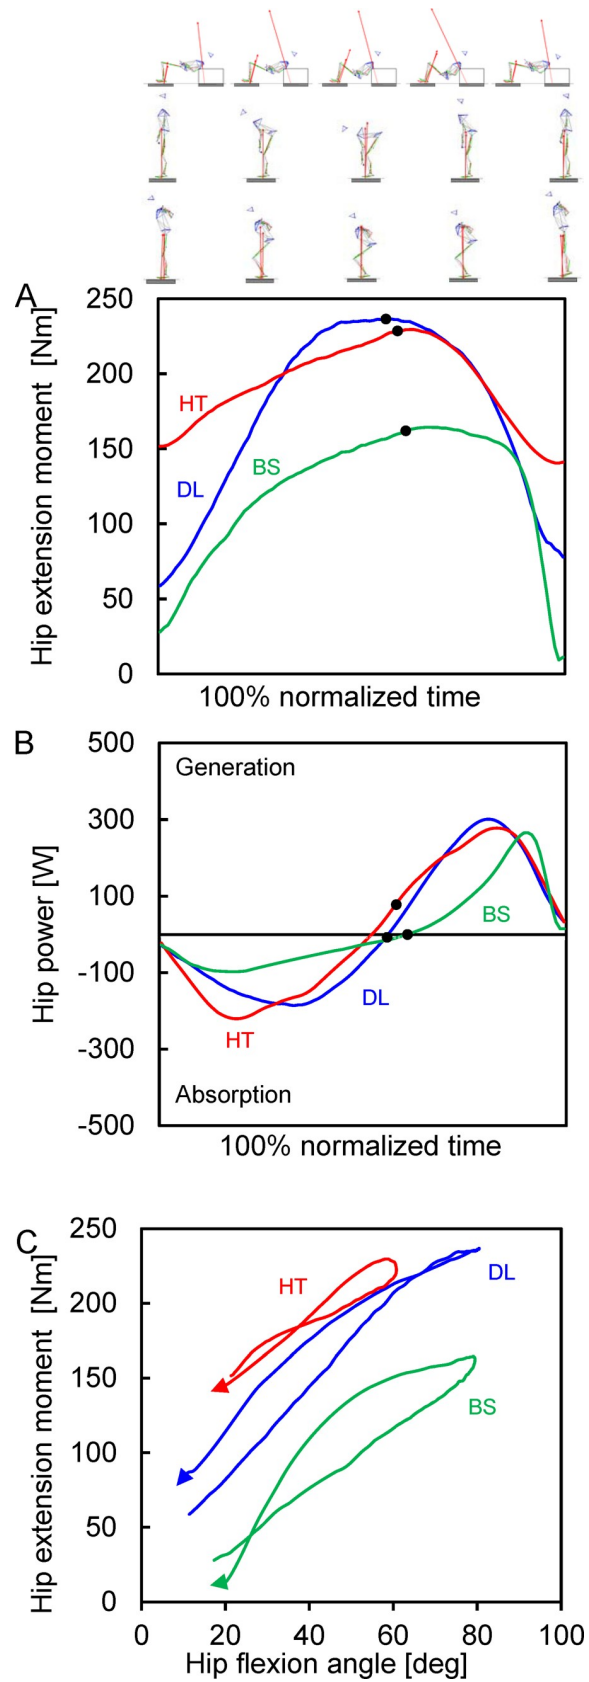 A
Hip extension moment [Nm]
250
200
150
100
50
0
HT
BS
DL
100% normalized time
B
Hip power [W]
500
300
100
-100
-300
-500
Generation
BS
DL
HT
Absorption
100% normalized time
C
Hip extension moment [Nm]
250
200
150
100
50
0
HT
DL
BS
0 20 40 60 80 100
Hip flexion angle [deg]